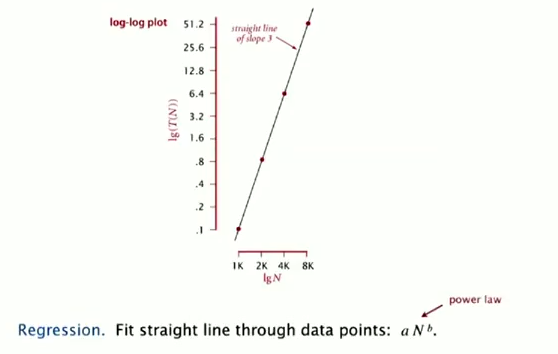 log-log plot
51.2
straight line
of slope 3
25.6
12.8
6.4
3.2
1.6
.8
.4
.2
.1
lg(T(N))
1K 2K 4K 8K
lg N
power law
Regression. Fit straight line through data points: a N b.